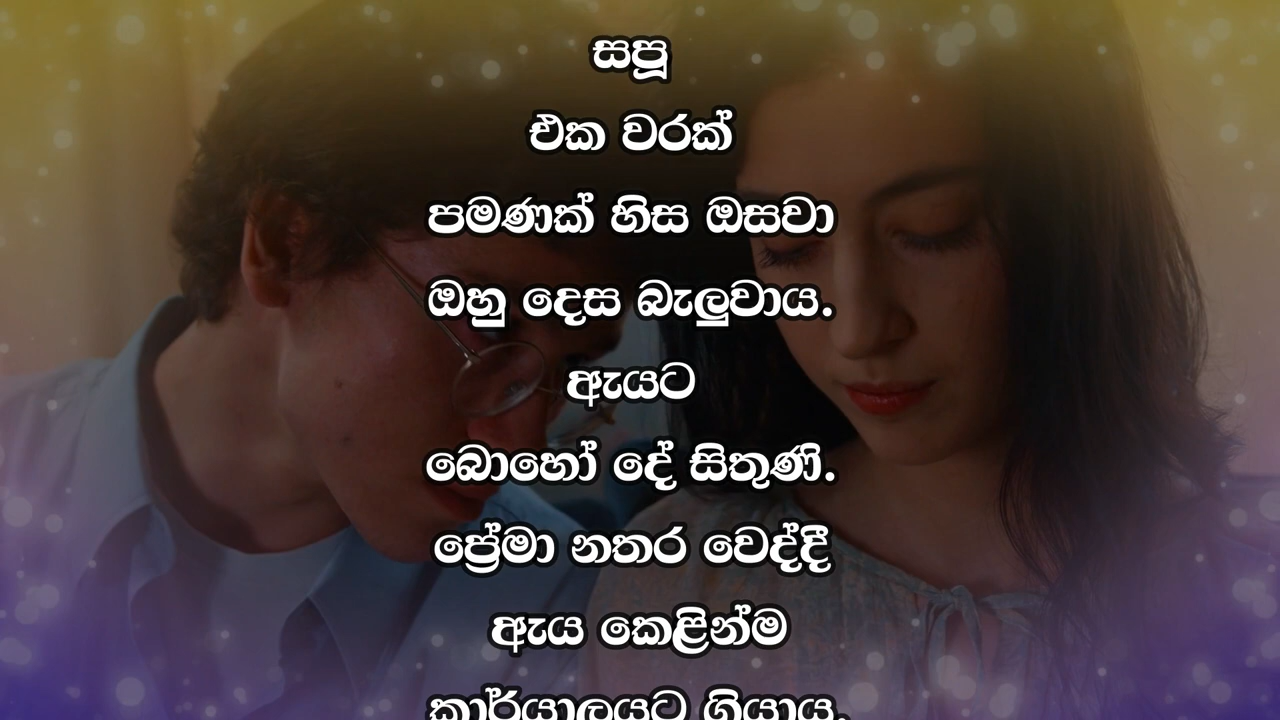 සපූ
එක වරක්
පමණක් හිස ඔසවා
ඔහු දෙස බැලුවාය.
ඇයට
බොහෝ දේ සිතුණි.
ප්‍රේමා නතර වෙද්දී
ඇය කෙළින්ම
කාර්යාලයට ගියාය.